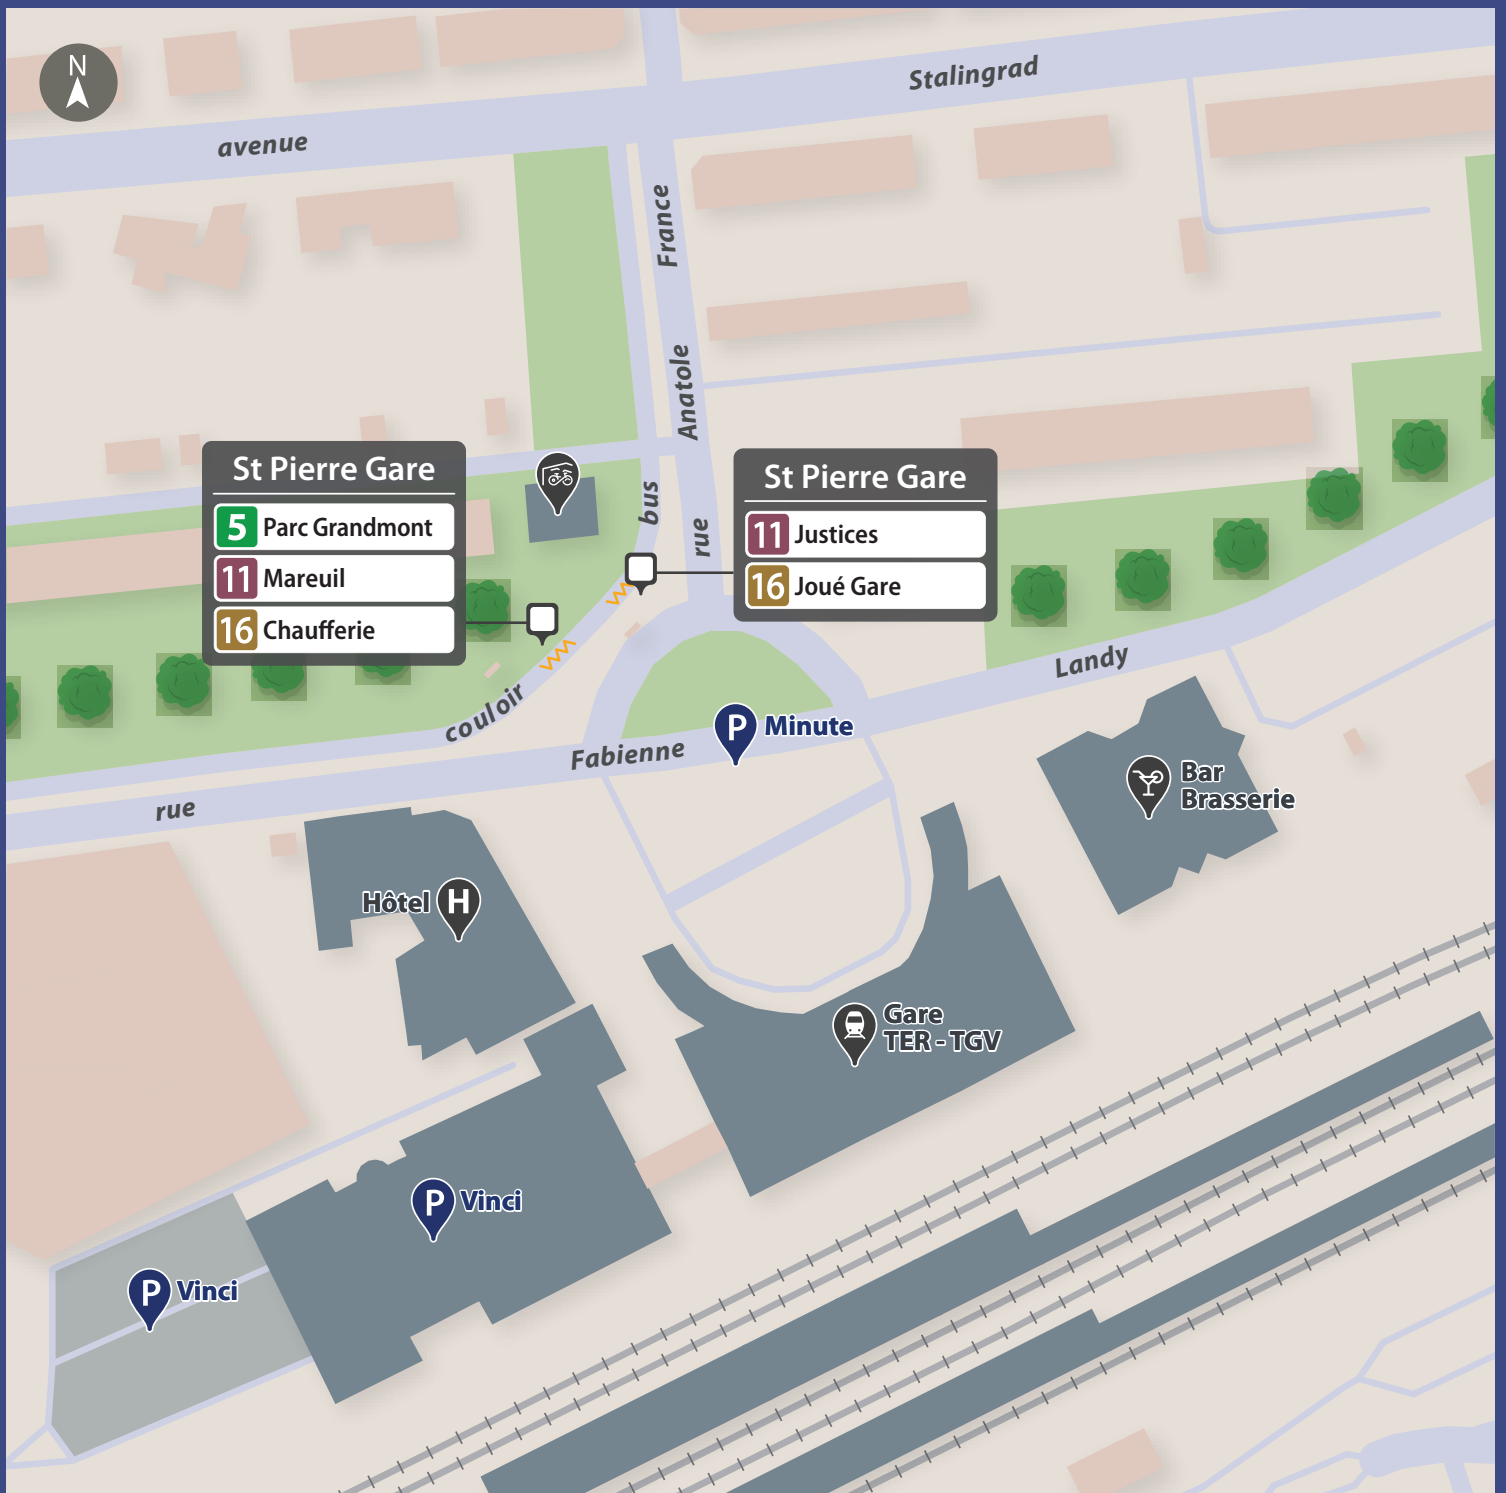 N
Stalingrad
avenue
France
Anatole
rue
bus
couloir
St Pierre Gare
5 Parc Grandmont
11 Mareuil
16 Chaufferie
St Pierre Gare
11 Justices
16 Joué Gare
Landy
Fabienne
rue
P Minute
Bar
Brasserie
Hôtel H
Gare
TER - TGV
P Vinci
P Vinci